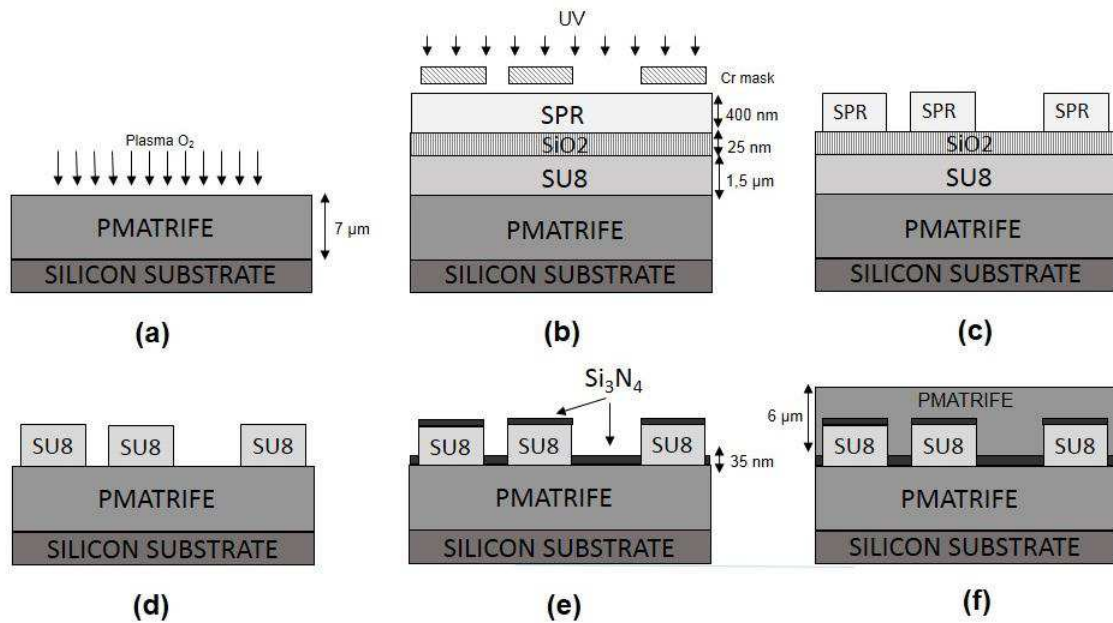 Plasma O₂
PMATRIFE
7 µm
SILICON SUBSTRATE
(a)
UV
Cr mask
SPR
400 nm
SiO2
25 nm
SU8
1,5 µm
PMATRIFE
SILICON SUBSTRATE
(b)
SPR SPR SPR
SiO2
SU8
PMATRIFE
SILICON SUBSTRATE
(c)
SU8 SU8 SU8
PMATRIFE
SILICON SUBSTRATE
(d)
Si₃N₄
SU8 SU8 SU8
35 nm
PMATRIFE
SILICON SUBSTRATE
(e)
PMATRIFE
6 µm
SU8 SU8 SU8
PMATRIFE
SILICON SUBSTRATE
(f)